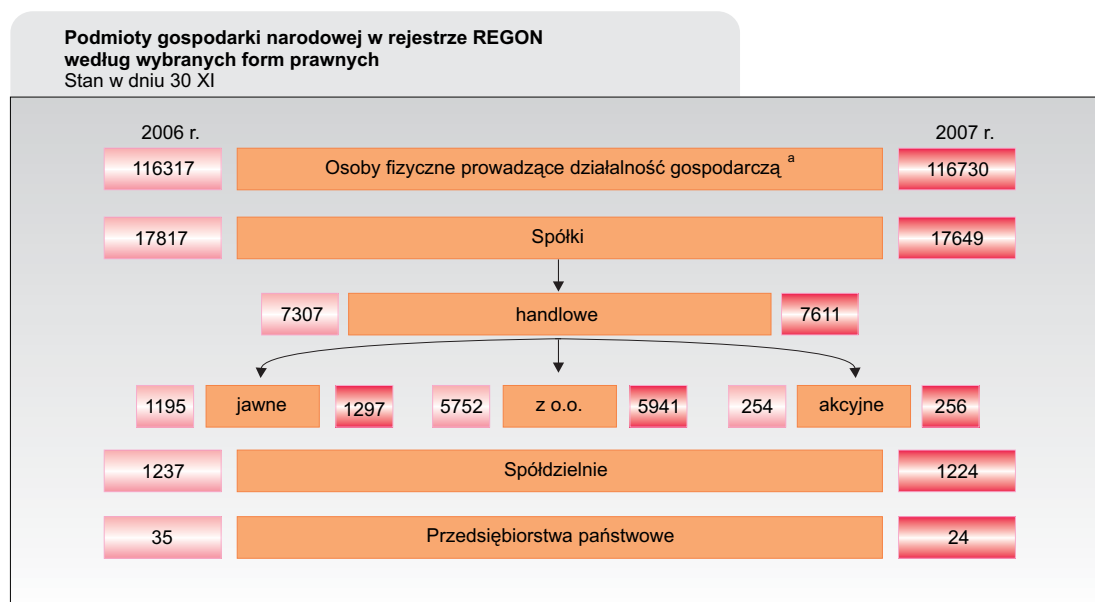 Podmioty gospodarki narodowej w rejestrze REGON
według wybranych form prawnych
Stan w dniu 30 XI
2006 r. 2007 r.
116317 Osoby fizyczne prowadzące działalność gospodarczą a 116730
17817 Spółki 17649
7307 handlowe 7611
1195 jawne 1297 5752 z o.o. 5941 254 akcyjne 256
1237 Spółdzielnie 1224
35 Przedsiębiorstwa państwowe 24